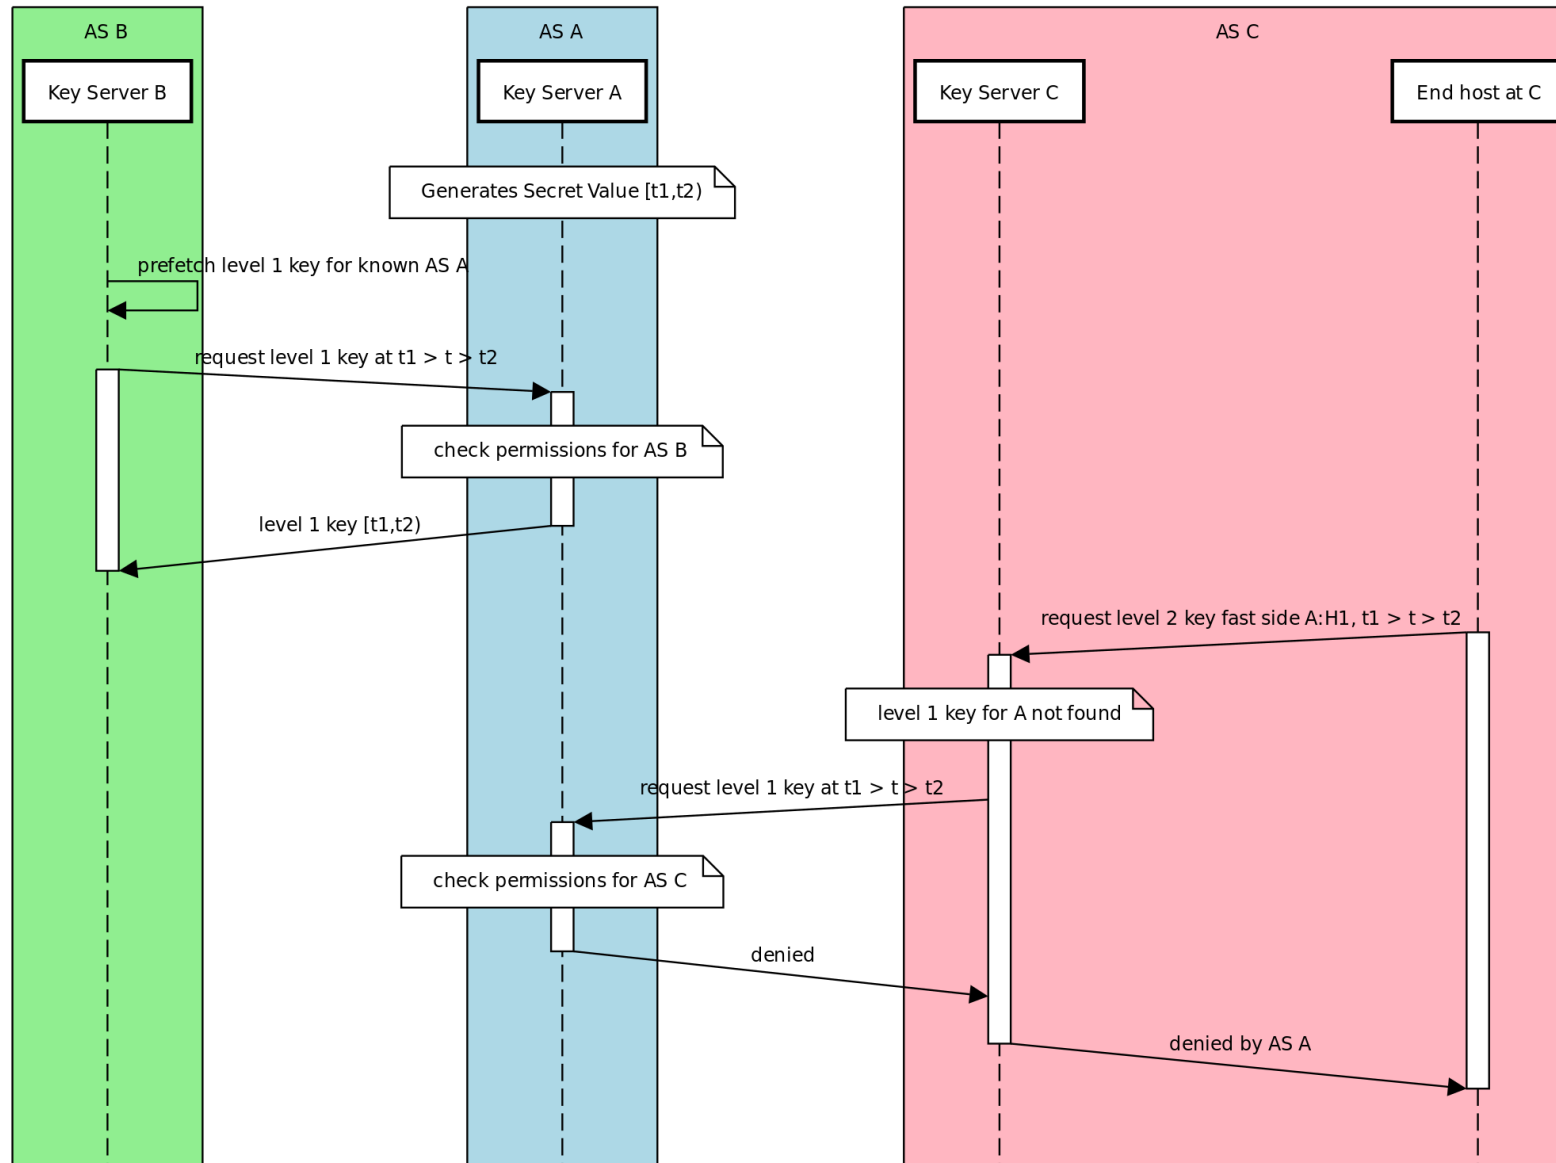 AS B
AS A
AS C
Key Server B
Key Server A
Key Server C
End host at C
Generates Secret Value [t1,t2)
prefetch level 1 key for known AS A
request level 1 key at t1 > t > t2
check permissions for AS B
level 1 key [t1,t2)
request level 2 key fast side A:H1, t1 > t > t2
level 1 key for A not found
request level 1 key at t1 > t > t2
check permissions for AS C
denied
denied by AS A